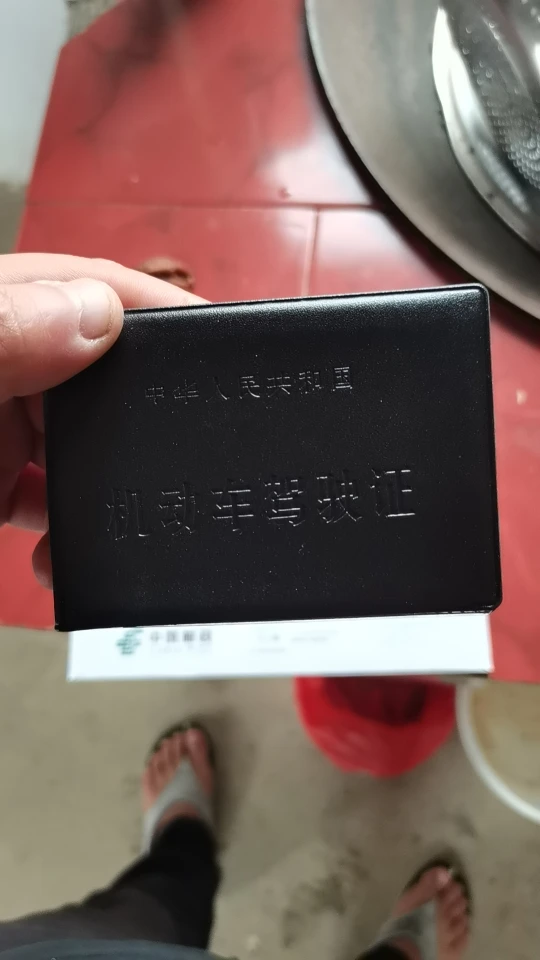 中华人民共和国
机动车驾驶证
中国邮政